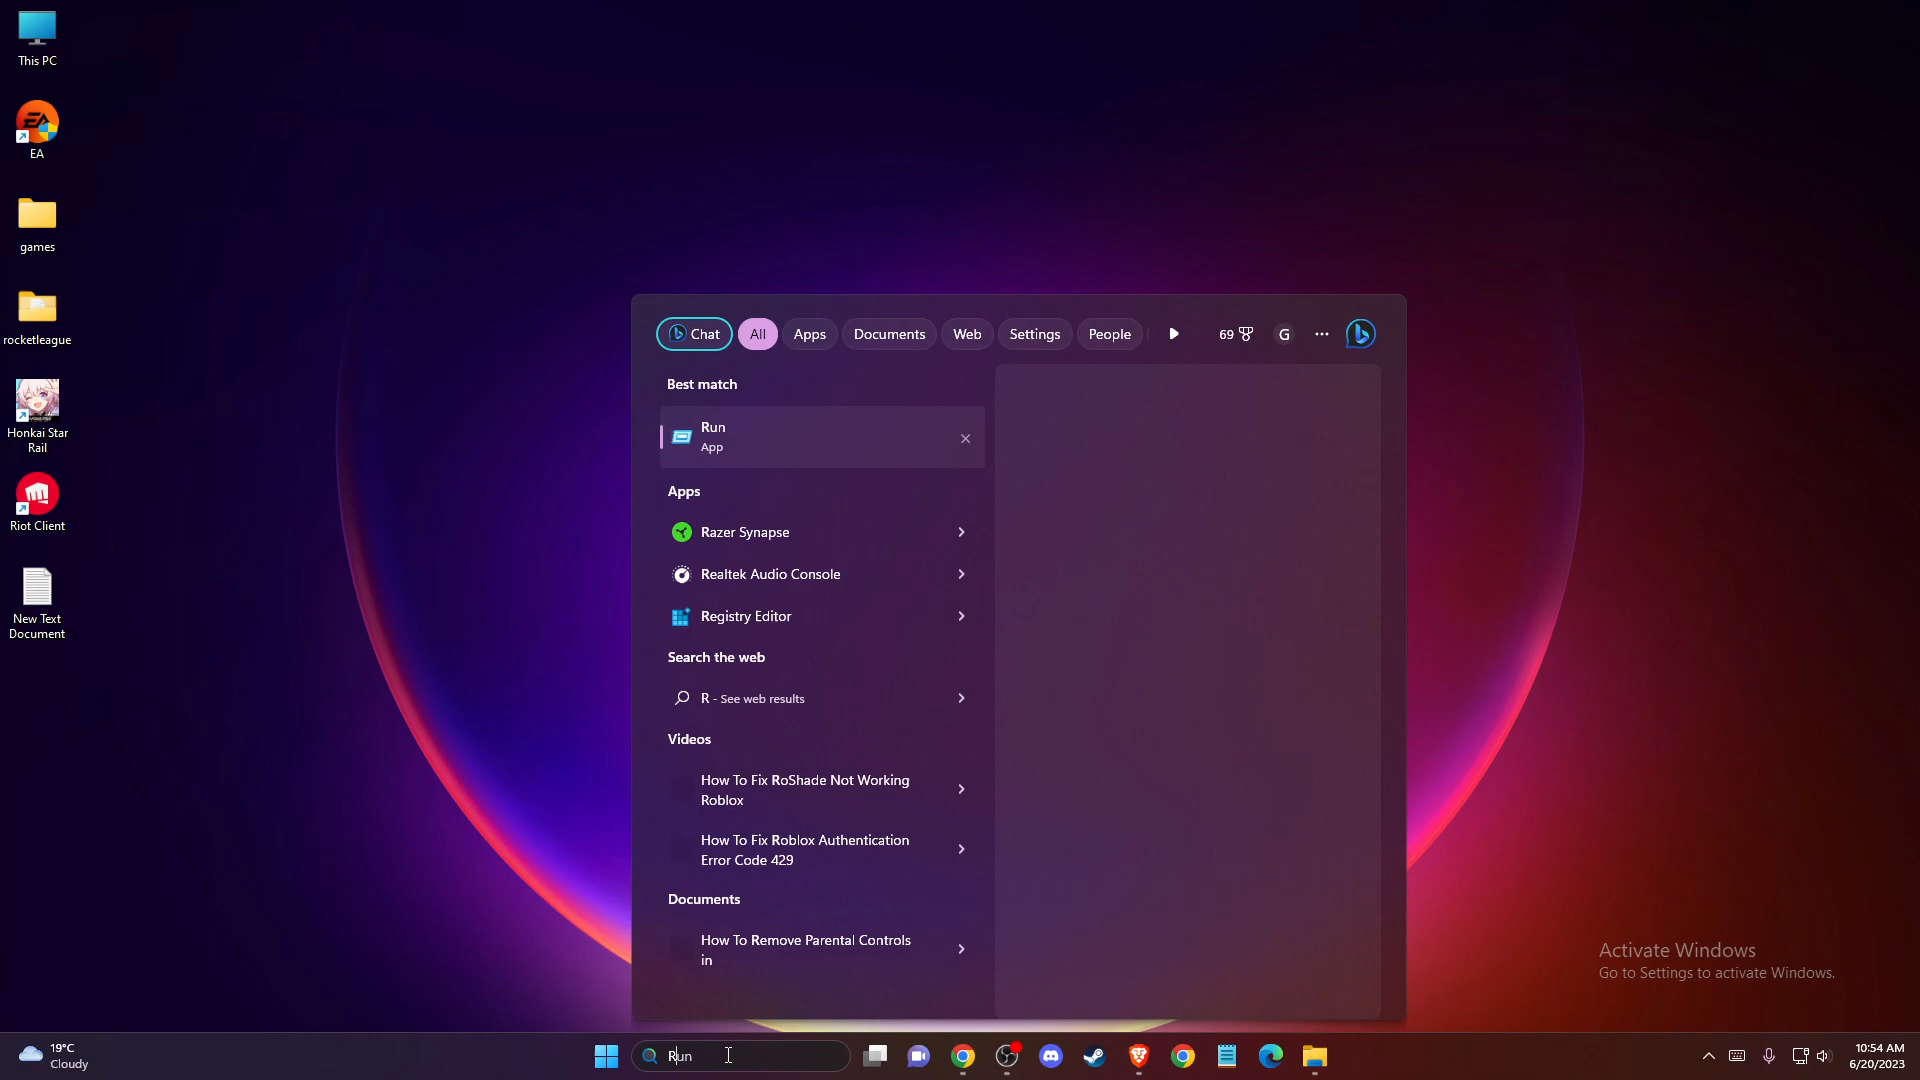 This PC
EA
EA
games
rocketleague
Honkai Star
Rail
Riot Client
New Text
Document
Chat
All
Apps
Documents
Web
Settings
People
69
G
Best match
Run
App
Apps
Razer Synapse
Realtek Audio Console
Registry Editor
Search the web
R - See web results
Videos
How To Fix RoShade Not Working
Roblox
How To Fix Roblox Authentication
Error Code 429
Documents
How To Remove Parental Controls
in
Activate Windows
Go to Settings to activate Windows.
19°C
Cloudy
Run
10:54 AM
6/20/2023